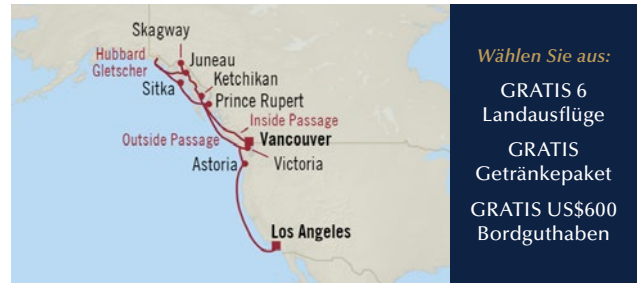 Skagway
Hubbard
Gletscher
Juneau
Ketchikan
Sitka
Prince Rupert
Inside Passage
Outside Passage
Vancouver
Astoria
Victoria
Los Angeles
Wählen Sie aus:
GRATIS 6
Landausflüge
GRATIS
Getränkepaket
GRATIS US$600
Bordguthaben